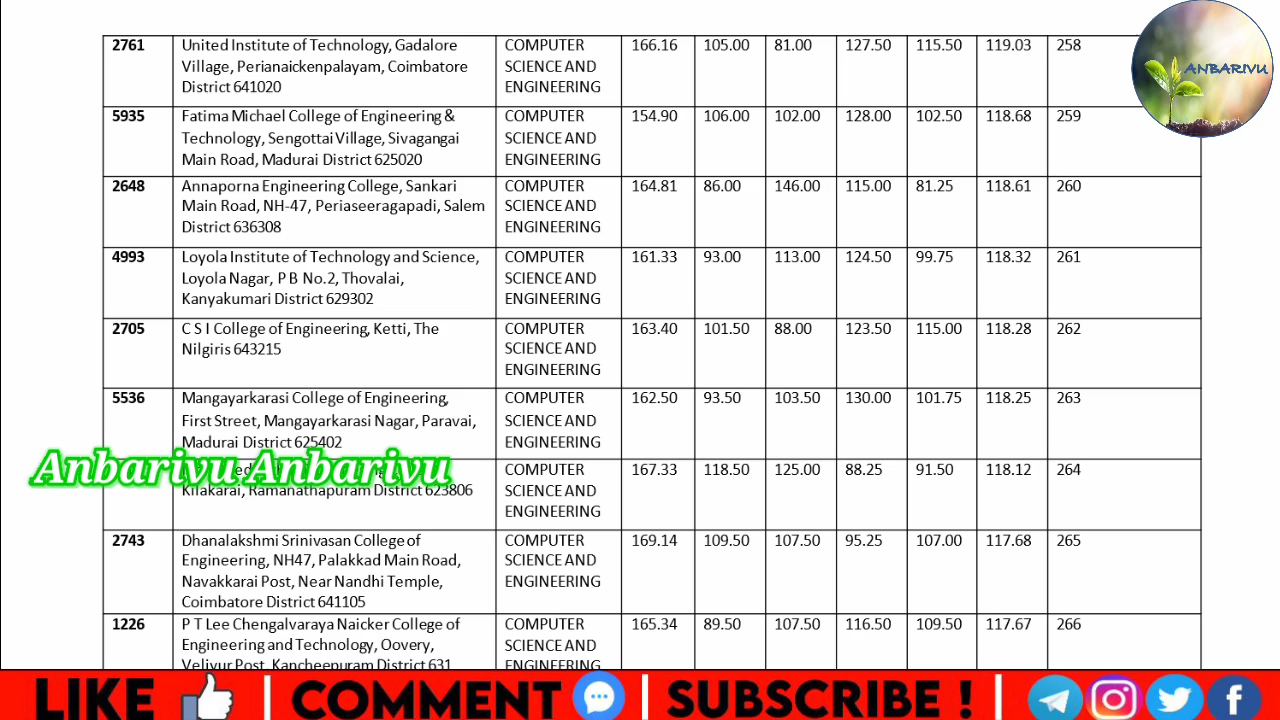 2761 United Institute of Technology, Gadalore COMPUTER 166.16 105.00 81.00 127.50 115.50 119.03 258
Village, Perianaickenpalayam, Coimbatore SCIENCE AND
District 641020 ENGINEERING
ANBARIVU
5935 Fatima Michael College of Engineering & COMPUTER 154.90 106.00 102.00 128.00 102.50 118.68 259
Technology, Sengottai Village, Sivagangai SCIENCE AND
Main Road, Madurai District 625020 ENGINEERING
2648 Annaporna Engineering College, Sankari COMPUTER 164.81 86.00 146.00 115.00 81.25 118.61 260
Main Road, NH-47, Periaseeragapadi, Salem SCIENCE AND
District 636308 ENGINEERING
4993 Loyola Institute of Technology and Science, COMPUTER 161.33 93.00 113.00 124.50 99.75 118.32 261
Loyola Nagar, P B No.2, Thovalai, SCIENCE AND
Kanyakumari District 629302 ENGINEERING
2705 C S I College of Engineering, Ketti, The COMPUTER 163.40 101.50 88.00 123.50 115.00 118.28 262
Nilgiris 643215 SCIENCE AND
ENGINEERING
5536 Mangayarkarasi College of Engineering, COMPUTER 162.50 93.50 103.50 130.00 101.75 118.25 263
First Street, Mangayarkarasi Nagar, Paravai, SCIENCE AND
Madurai District 625402 ENGINEERING
Anbarivu Anbarivu
COMPUTER 167.33 118.50 125.00 88.25 91.50 118.12 264
Kilakarai, Ramanathapuram District 623806 SCIENCE AND
ENGINEERING
2743 Dhanalakshmi Srinivasan College of COMPUTER 169.14 109.50 107.50 95.25 107.00 117.68 265
Engineering, NH47, Palakkad Main Road, SCIENCE AND
Navakkarai Post, Near Nandhi Temple, ENGINEERING
Coimbatore District 641105
1226 P T Lee Chengalvaraya Naicker College of COMPUTER 165.34 89.50 107.50 116.50 109.50 117.67 266
Engineering and Technology, Oovery, SCIENCE AND
Veliyur Post, Kancheepuram District 631 ENGINEERING
LIKE | COMMENT | SUBSCRIBE ! |